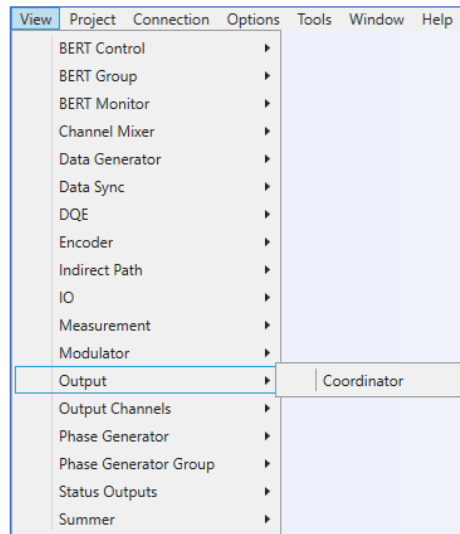 View Project Connection Options Tools Window Help
BERT Control
BERT Group
BERT Monitor
Channel Mixer
Data Generator
Data Sync
DQE
Encoder
Indirect Path
IO
Measurement
Modulator
Output Coordinator
Output Channels
Phase Generator
Phase Generator Group
Status Outputs
Summer